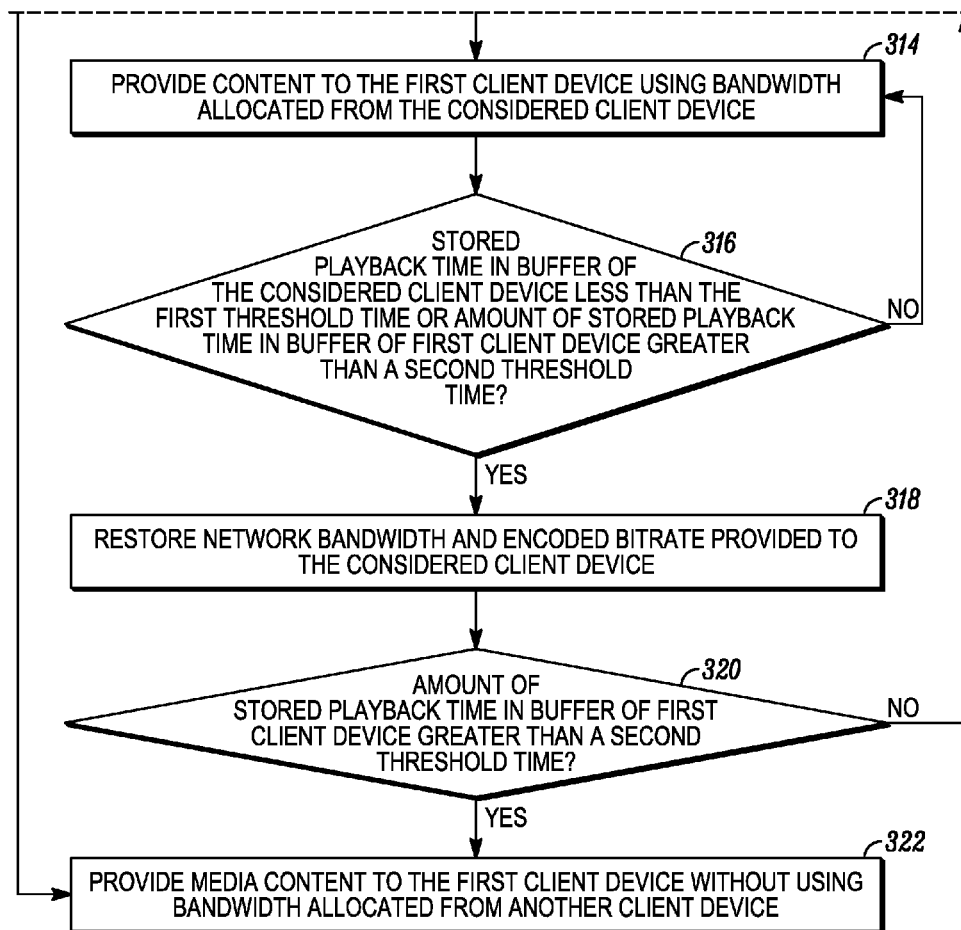 314
PROVIDE CONTENT TO THE FIRST CLIENT DEVICE USING BANDWIDTH
ALLOCATED FROM THE CONSIDERED CLIENT DEVICE
316
STORED
PLAYBACK TIME IN BUFFER OF
THE CONSIDERED CLIENT DEVICE LESS THAN THE
FIRST THRESHOLD TIME OR AMOUNT OF STORED PLAYBACK
TIME IN BUFFER OF FIRST CLIENT DEVICE GREATER
THAN A SECOND THRESHOLD
TIME?
NO
YES
318
RESTORE NETWORK BANDWIDTH AND ENCODED BITRATE PROVIDED TO
THE CONSIDERED CLIENT DEVICE
320
AMOUNT OF
STORED PLAYBACK TIME IN BUFFER OF FIRST
CLIENT DEVICE GREATER THAN A SECOND
THRESHOLD TIME?
NO
YES
322
PROVIDE MEDIA CONTENT TO THE FIRST CLIENT DEVICE WITHOUT USING
BANDWIDTH ALLOCATED FROM ANOTHER CLIENT DEVICE